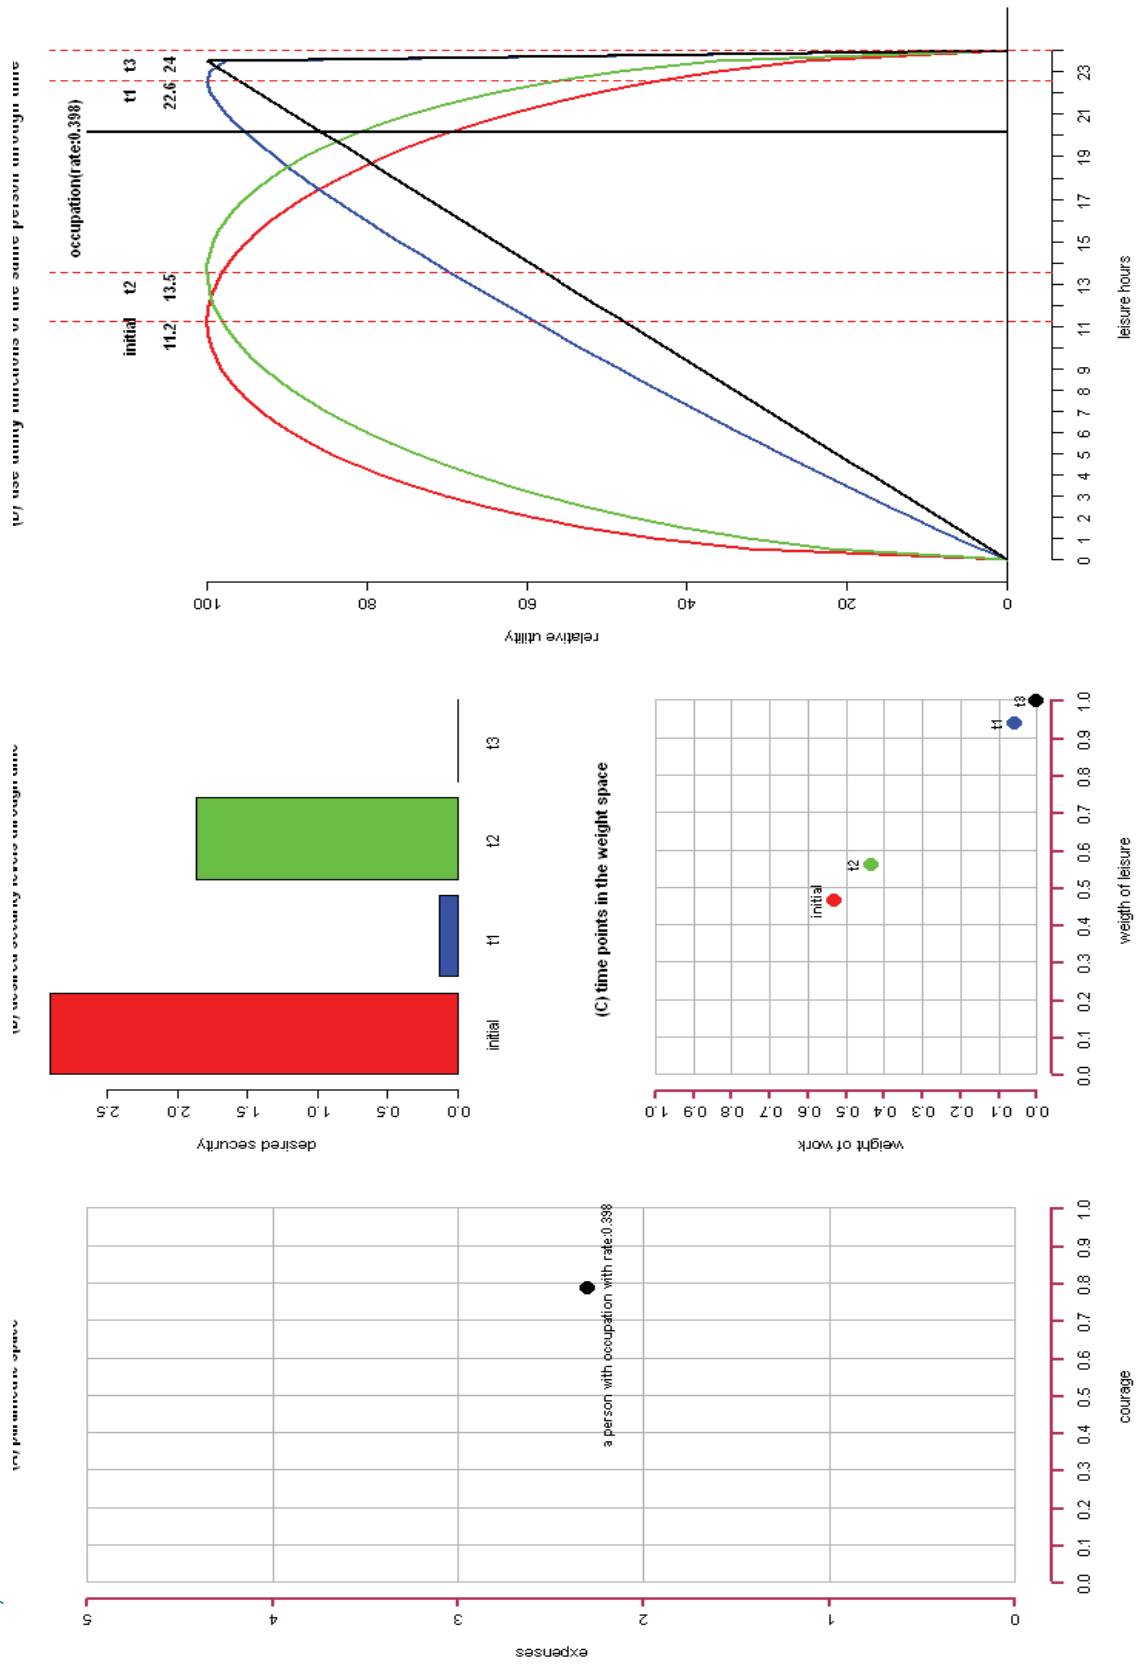 a person with occupation with rate:0.398
0 1 2 3 4 5
expenses
0.0 0.1 0.2 0.3 0.4 0.5 0.6 0.7 0.8 0.9 1.0
courage
0.0 0.5 1.0 1.5 2.0 2.5
desired security
initial t1 t2 t3
(C) time points in the weight space
initial
t2
t1
t3
0.0 0.1 0.2 0.3 0.4 0.5 0.6 0.7 0.8 0.9 1.0
weight of work
0.0 0.1 0.2 0.3 0.4 0.5 0.6 0.7 0.8 0.9 1.0
weigth of leisure
occupation(rate:0.398)
initial t2 t1 t3
11.2 13.5 22.6 24
0 20 40 60 80 100
relative utility
0 1 2 3 4 5 6 7 8 9 11 13 15 17 19 21 23
leisure hours